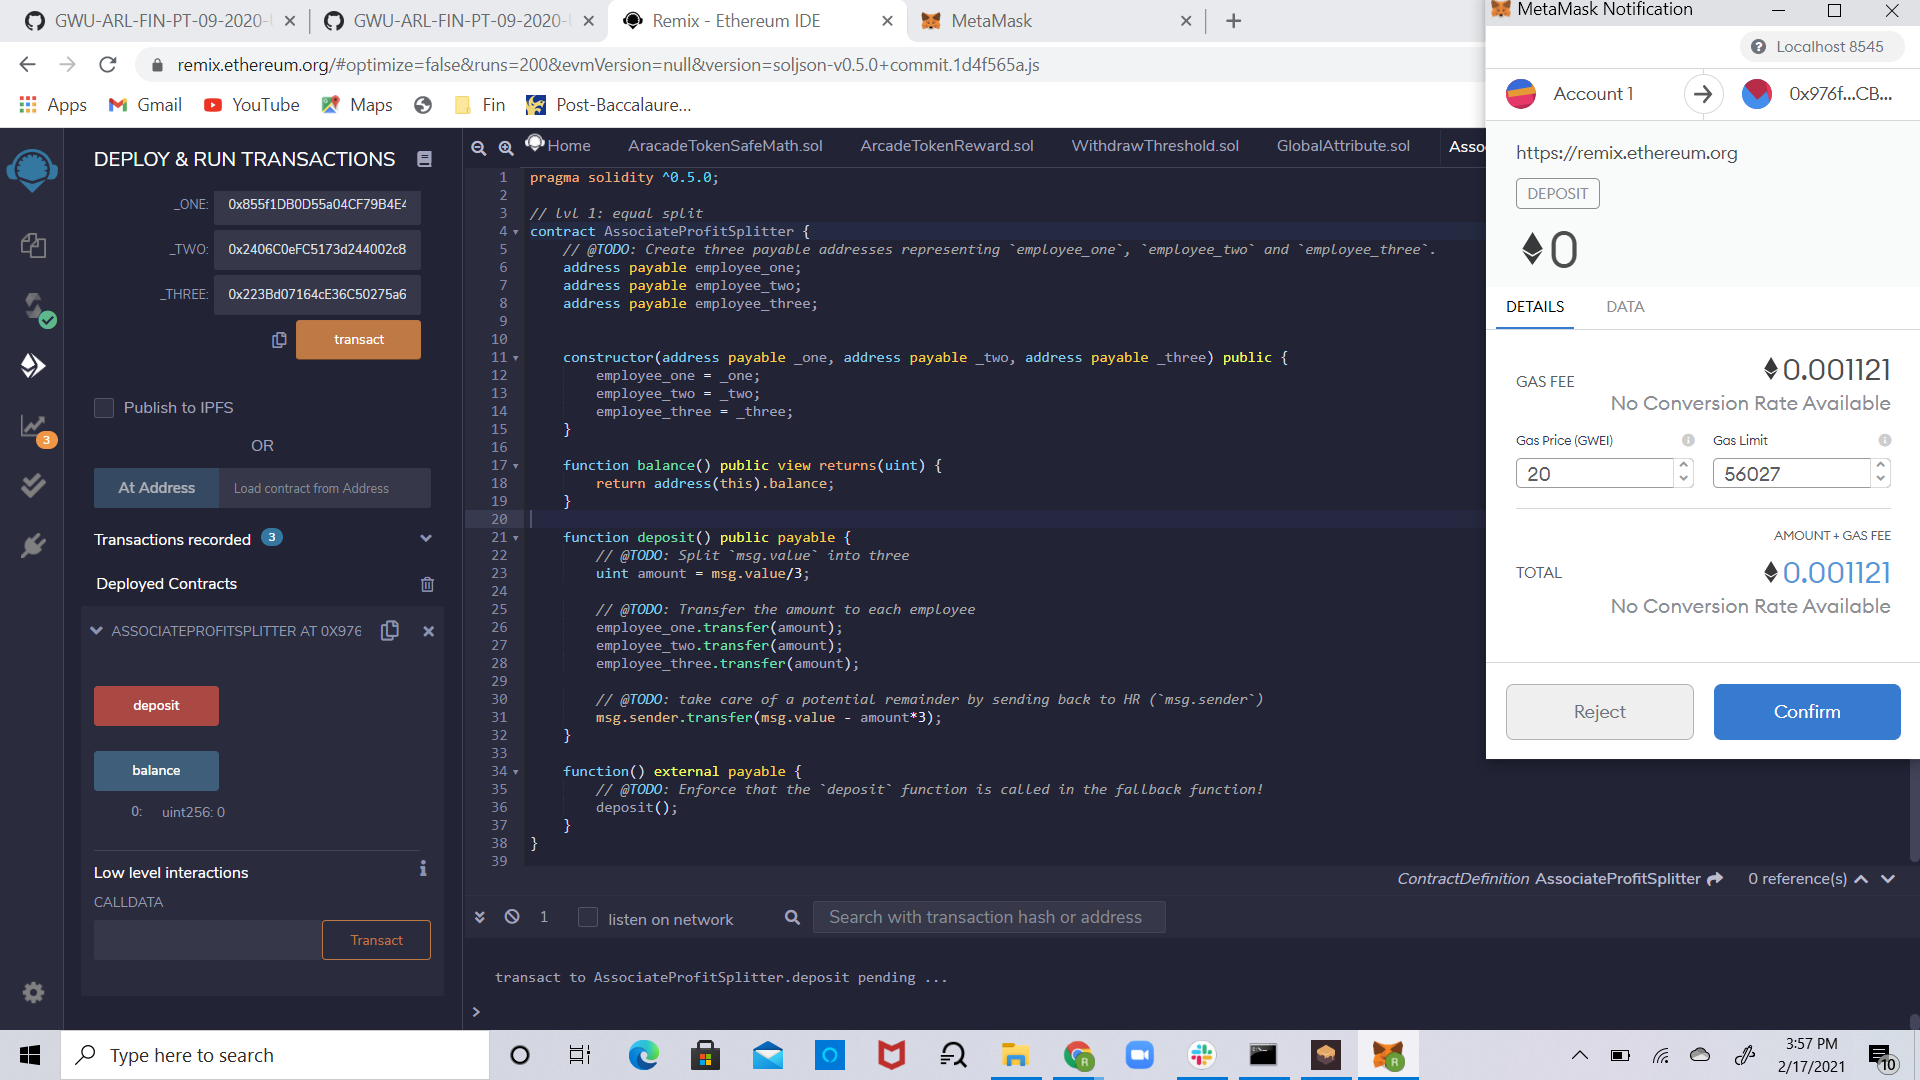 GWU-ARL-FIN-PT-09-2020-
GWU-ARL-FIN-PT-09-2020-
Remix - Ethereum IDE
MetaMask
remix.ethereum.org/#optimize=false&runs=200&evmVersion=null&version=soljson-v0.5.0+commit.1d4f565a.js
Apps
Gmail
YouTube
Maps
Fin
Post-Baccalaure...
DEPLOY & RUN TRANSACTIONS
_ONE: 0x855f1DB0D55a04CF79B4E4
_TWO: 0x2406C0eFC5173d244002c8
_THREE: 0x223Bd07164cE36C50275a6
transact
Publish to IPFS
OR
At Address
Load contract from Address
Transactions recorded 3
Deployed Contracts
ASSOCIATEPROFITSPLITTER AT 0X976
deposit
balance
0: uint256: 0
Low level interactions
CALLDATA
Transact
3
Home
AracadeTokenSafeMath.sol
ArcadeTokenReward.sol
WithdrawThreshold.sol
GlobalAttribute.sol
Asso
1 pragma solidity ^0.5.0;
2
3 // lvl 1: equal split
4 contract AssociateProfitSplitter {
5 // @TODO: Create three payable addresses representing `employee_one`, `employee_two` and `employee_three`.
6 address payable employee_one;
7 address payable employee_two;
8 address payable employee_three;
9
10
11 constructor(address payable _one, address payable _two, address payable _three) public {
12 employee_one = _one;
13 employee_two = _two;
14 employee_three = _three;
15 }
16
17 function balance() public view returns(uint) {
18 return address(this).balance;
19 }
20
21 function deposit() public payable {
22 // @TODO: Split `msg.value` into three
23 uint amount = msg.value/3;
24
25 // @TODO: Transfer the amount to each employee
26 employee_one.transfer(amount);
27 employee_two.transfer(amount);
28 employee_three.transfer(amount);
29
30 // @TODO: take care of a potential remainder by sending back to HR (`msg.sender`)
31 msg.sender.transfer(msg.value - amount*3);
32 }
33
34 function() external payable {
35 // @TODO: Enforce that the `deposit` function is called in the fallback function!
36 deposit();
37 }
38 }
39
ContractDefinition AssociateProfitSplitter
0 reference(s)
1
listen on network
Search with transaction hash or address
transact to AssociateProfitSplitter.deposit pending ...
>
MetaMask Notification
Localhost 8545
Account 1
0x976f...CB...
https://remix.ethereum.org
DEPOSIT
0
DETAILS
DATA
GAS FEE
0.001121
No Conversion Rate Available
Gas Price (GWEI)
Gas Limit
20
56027
AMOUNT + GAS FEE
TOTAL
0.001121
No Conversion Rate Available
Reject
Confirm
Type here to search
3:57 PM
2/17/2021
10